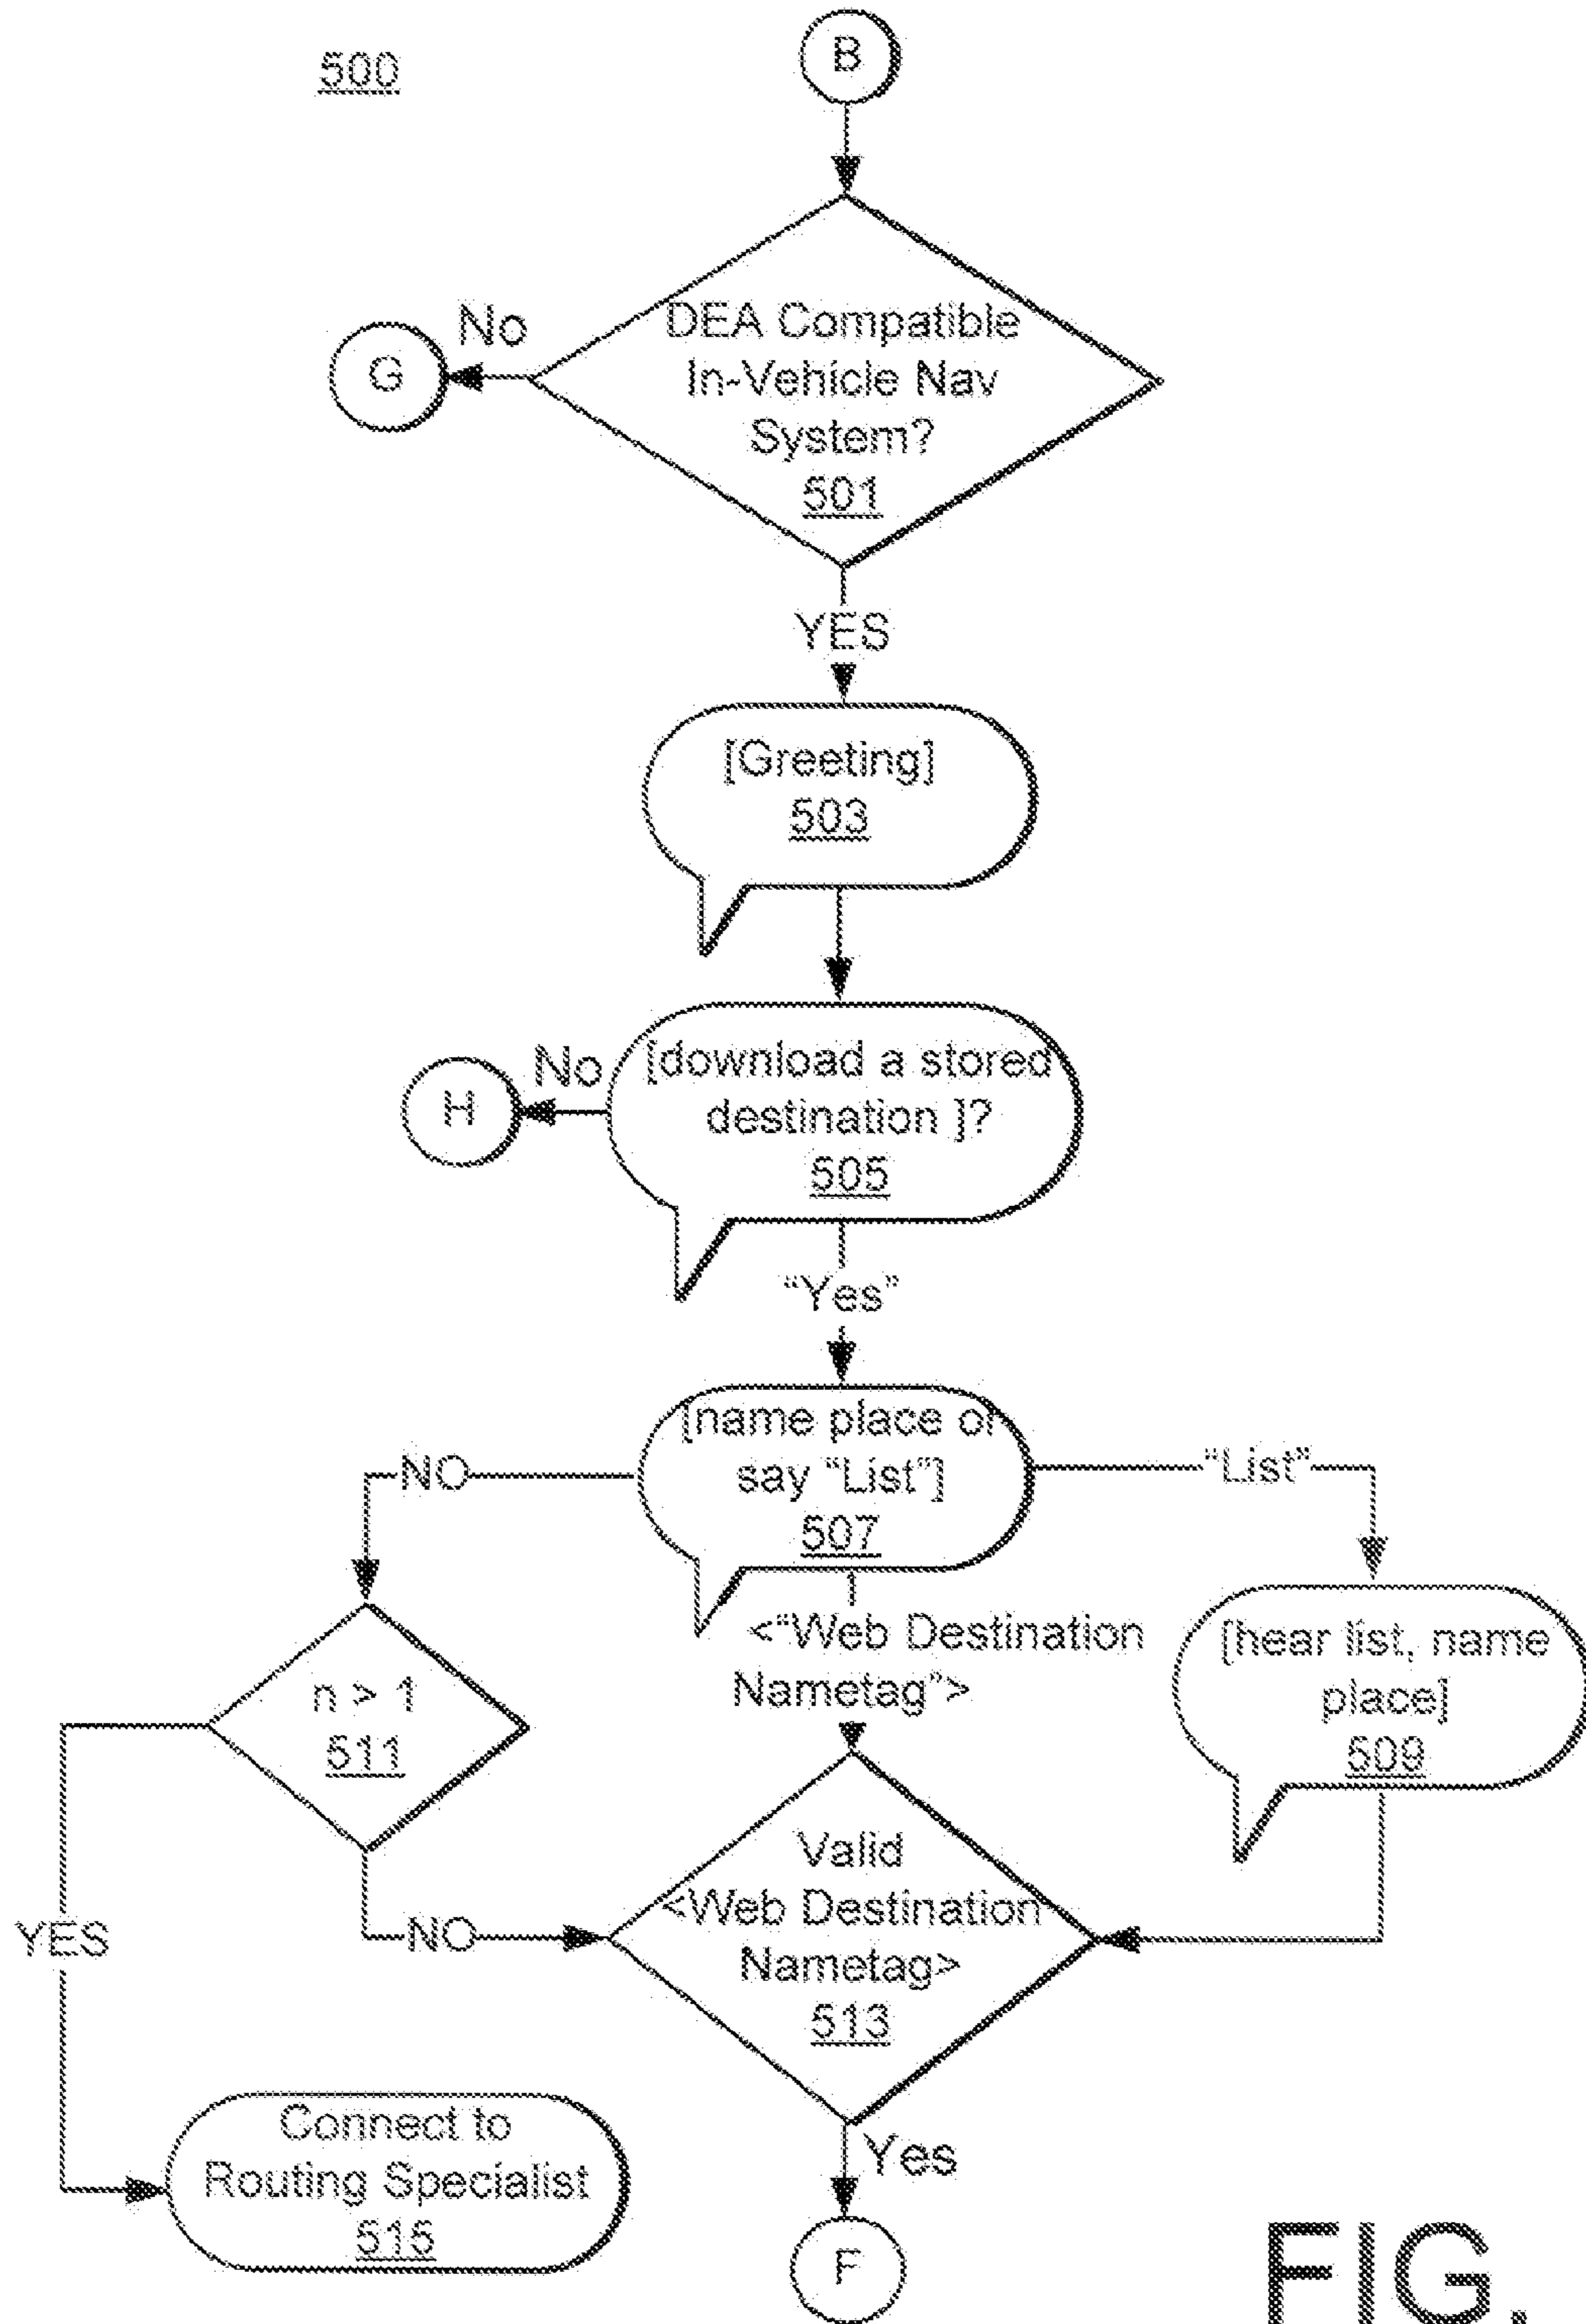 500
B
DEA Compatible
In-Vehicle Nav
System?
501
No
G
YES
[Greeting]
503
[download a stored
destination ]?
505
No
H
"Yes"
[name place or
say "List"]
507
NO
"List"
<"Web Destination
Nametag">
[hear list, name
place]
509
n > 1
511
Valid
<Web Destination
Nametag>
513
YES
NO
Connect to
Routing Specialist
515
Yes
F
FIG.